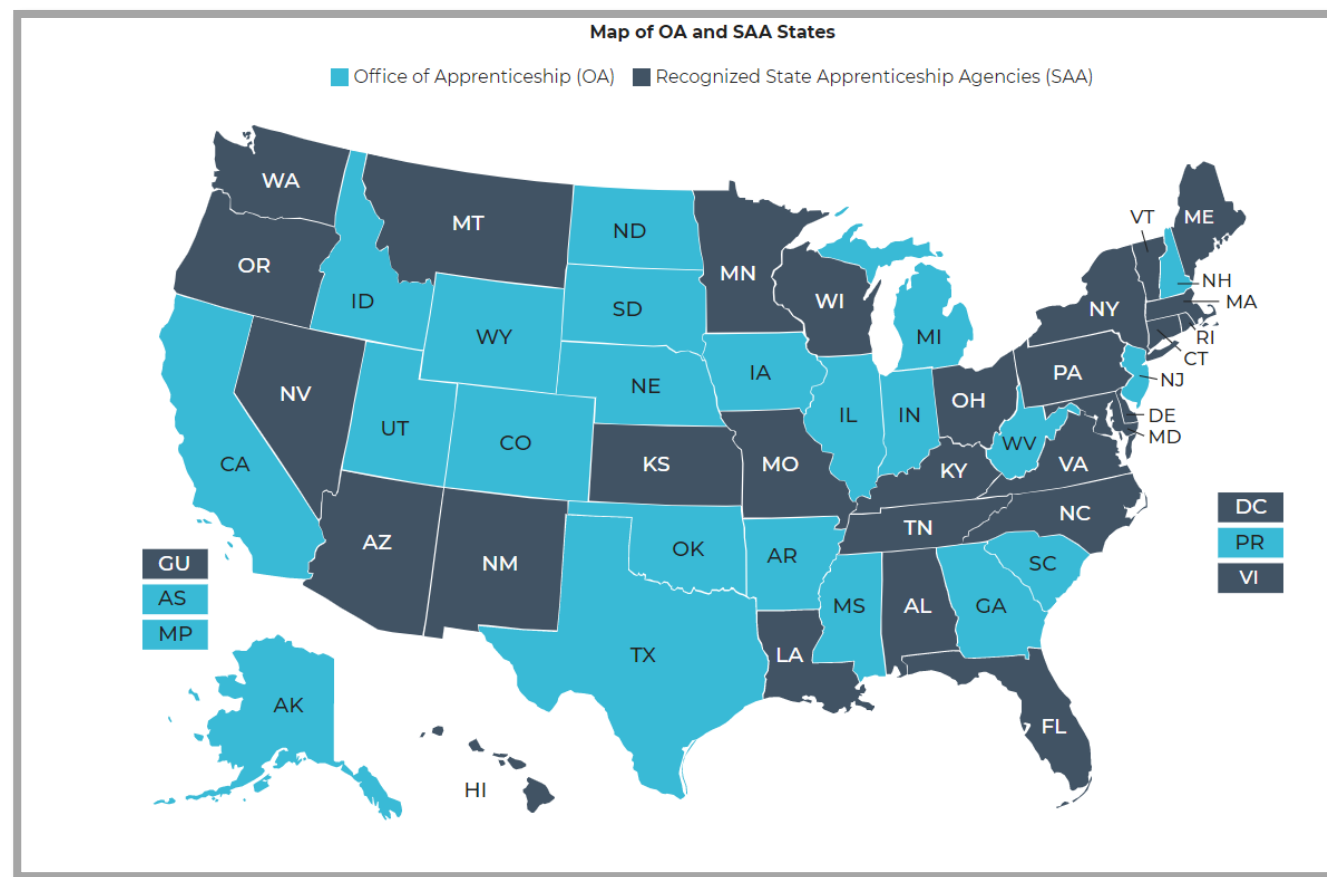 Map of OA and SAA States
Office of Apprenticeship (OA) Recognized State Apprenticeship Agencies (SAA)
WA
MT
ND
MN
VT
ME
OR
ID
SD
WI
NH
WY
MI
NY
MA
RI
CT
NE
IA
PA
NJ
NV
UT
CO
IL
IN
OH
DE
MD
CA
KS
MO
WV
KY
VA
AZ
NM
OK
AR
TN
NC
DC
PR
VI
GU
AS
MP
MS
AL
GA
SC
TX
LA
FL
AK
HI